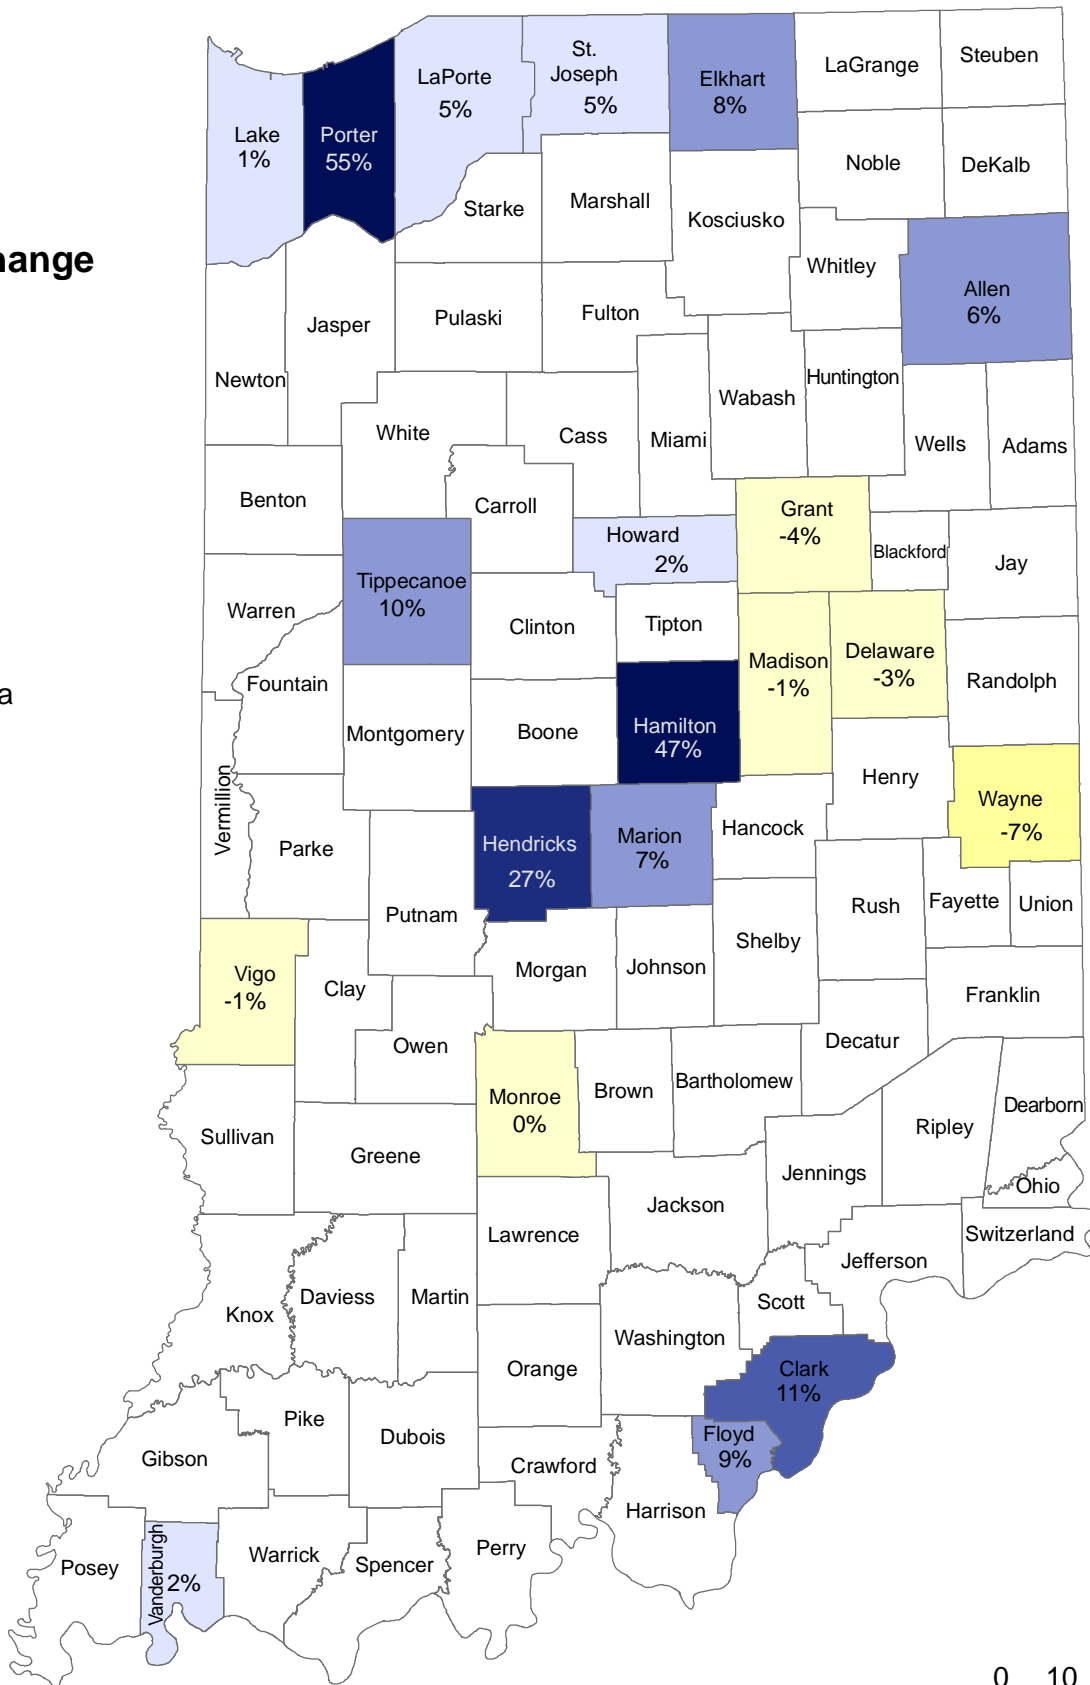 Steuben
LaGrange
St.
Joseph
5%
LaPorte
5%
Elkhart
8%
Lake
1%
Porter
55%
Noble
DeKalb
Starke
Marshall
Kosciusko
hange
Whitley
Allen
6%
Jasper
Pulaski
Fulton
Newton
Huntington
Wabash
White
Cass
Miami
Wells
Adams
Benton
Carroll
Grant
-4%
Howard
2%
Blackford
Jay
Tippecanoe
10%
Warren
Clinton
Tipton
Madison
-1%
Delaware
-3%
Randolph
Fountain
a
Montgomery
Boone
Hamilton
47%
Henry
Wayne
-7%
Vermillion
Parke
Hendricks
27%
Marion
7%
Hancock
Putnam
Rush
Fayette
Union
Shelby
Vigo
-1%
Clay
Morgan
Johnson
Franklin
Owen
Decatur
Monroe
0%
Brown
Bartholomew
Dearborn
Sullivan
Greene
Ripley
Jennings
Ohio
Jackson
Lawrence
Switzerland
Jefferson
Knox
Daviess
Martin
Scott
Washington
Orange
Clark
11%
Pike
Dubois
Floyd
9%
Gibson
Crawford
Harrison
Posey
Vanderburgh
2%
Warrick
Spencer
Perry
0 10